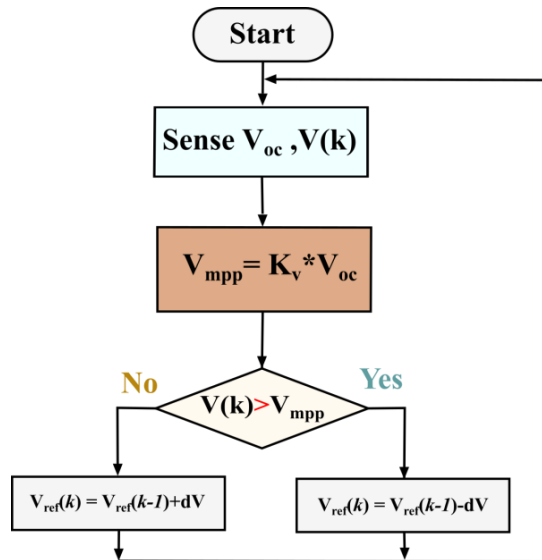 Start
Sense V_oc ,V(k)
V_mpp= K_v*V_oc
No
Yes
V(k)>V_mpp
V_ref(k) = V_ref(k-1)+dV
V_ref(k) = V_ref(k-1)-dV